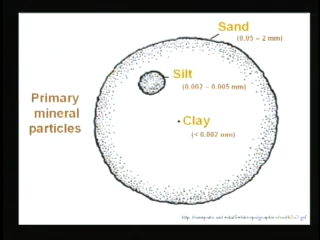 Sand
(0.05 – 2 mm)
Silt
(0.002 – 0.005 mm)
Primary
mineral
particles
Clay
(< 0.002 mm)